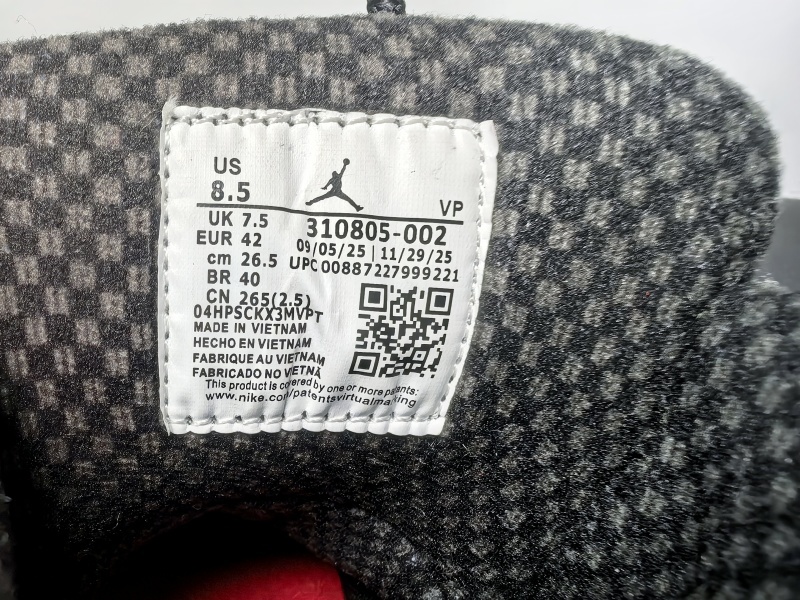 US
8.5
VP
UK 7.5
310805-002
EUR 42
09/05/25 | 11/29/25
cm 26.5
UPC 00887227999221
BR 40
CN 265(2.5)
04HPSCKX3MVPT
MADE IN VIETNAM
HECHO EN VIETNAM
FABRIQUE AU VIETNAM
FABRICADO NO VIETNÃ
This product is covered by one or more patents:
www.nike.com/patentsvirtualmarking